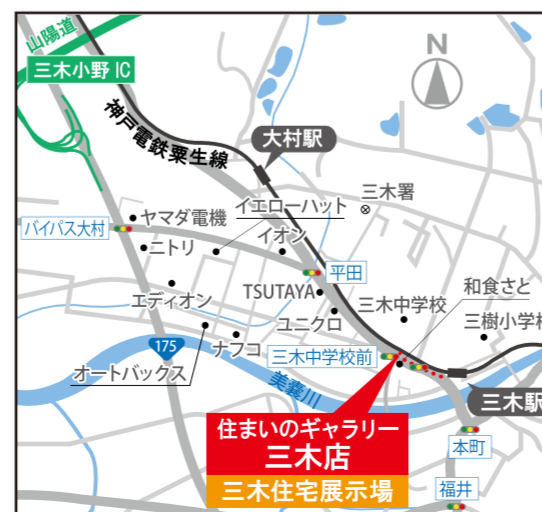 山陽道
三木小野IC
N
神戸電鉄粟生線
大村駅
三木署
イエローハット
ヤマダ電機
バイパス大村
ニトリ
イオン
平田
和食さと
TSUTAYA
エディオン
三木中学校
ユニクロ
三樹小学校
ナフコ
三木中学校前
175
オートバックス
美嚢川
三木駅
住まいのギャラリー
三木店
三木住宅展示場
本町
福井